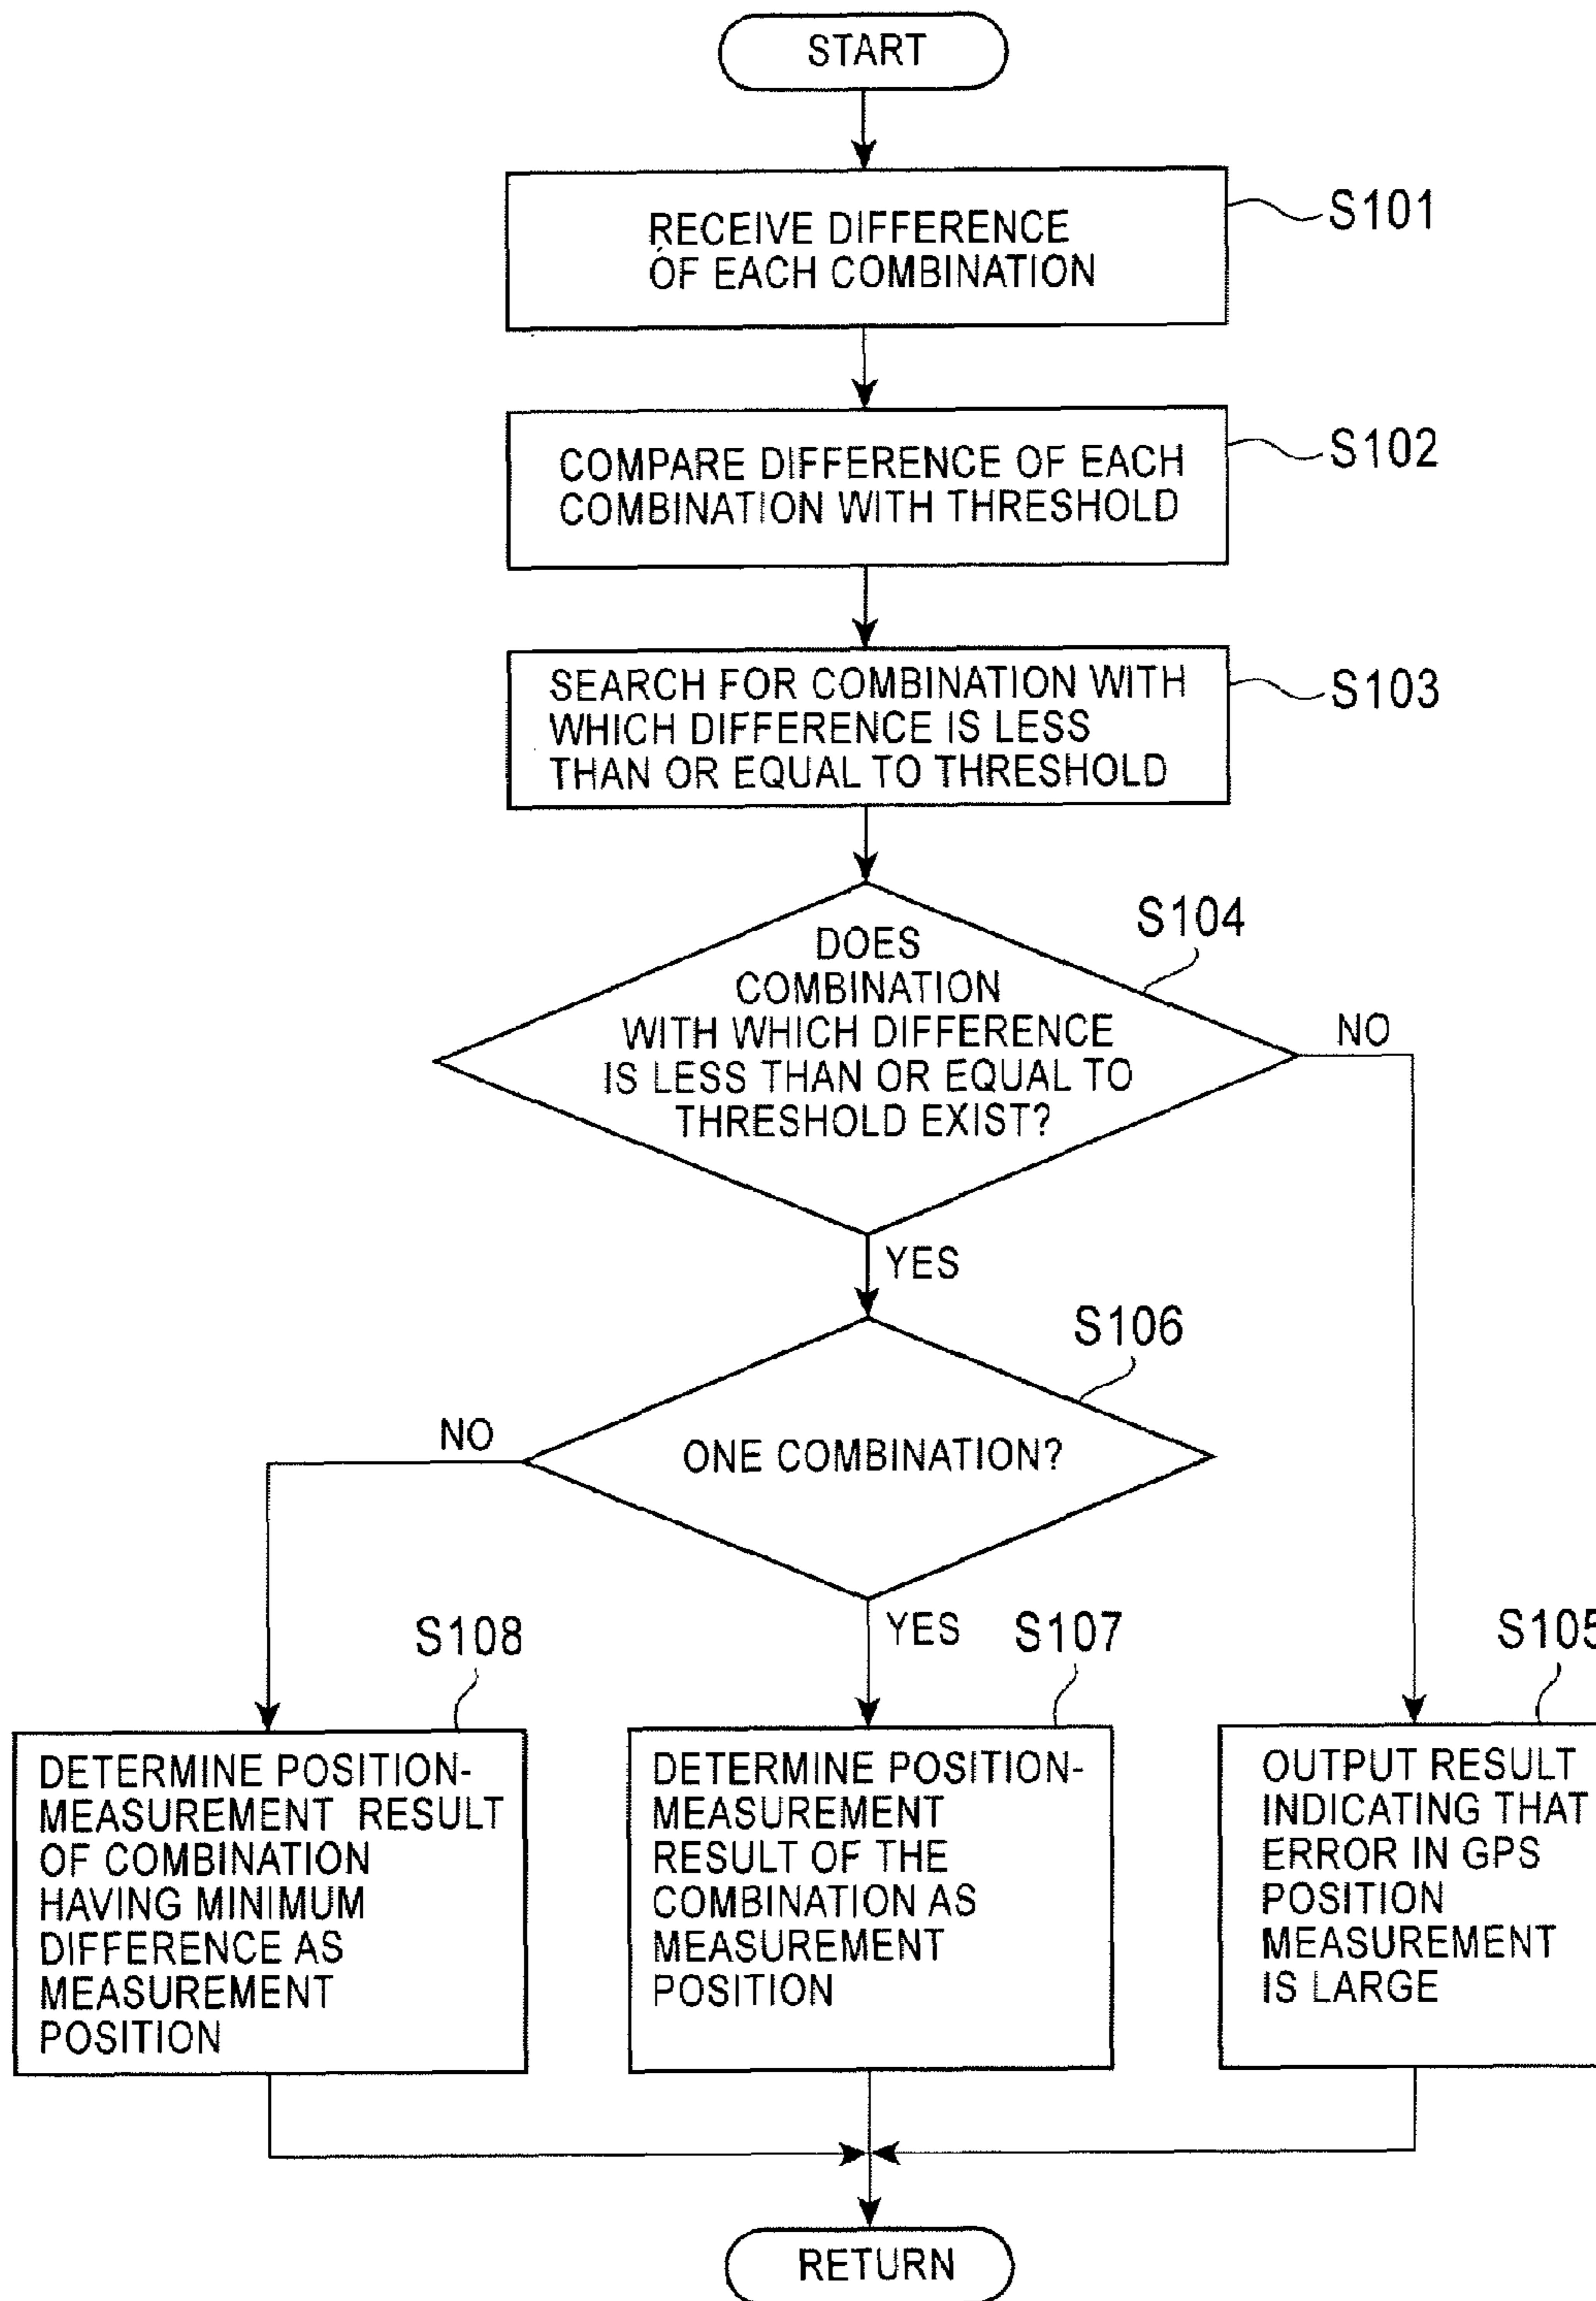 START
RECEIVE DIFFERENCE
OF EACH COMBINATION
S101
COMPARE DIFFERENCE OF EACH
COMBINATION WITH THRESHOLD
S102
SEARCH FOR COMBINATION WITH
WHICH DIFFERENCE IS LESS
THAN OR EQUAL TO THRESHOLD
S103
DOES
COMBINATION
WITH WHICH DIFFERENCE
IS LESS THAN OR EQUAL TO
THRESHOLD EXIST?
S104
NO
YES
ONE COMBINATION?
S106
NO
YES
S108
DETERMINE POSITION-
MEASUREMENT RESULT
OF COMBINATION
HAVING MINIMUM
DIFFERENCE AS
MEASUREMENT
POSITION
S107
DETERMINE POSITION-
MEASUREMENT
RESULT OF THE
COMBINATION AS
MEASUREMENT
POSITION
S105
OUTPUT RESULT
INDICATING THAT
ERROR IN GPS
POSITION
MEASUREMENT
IS LARGE
RETURN